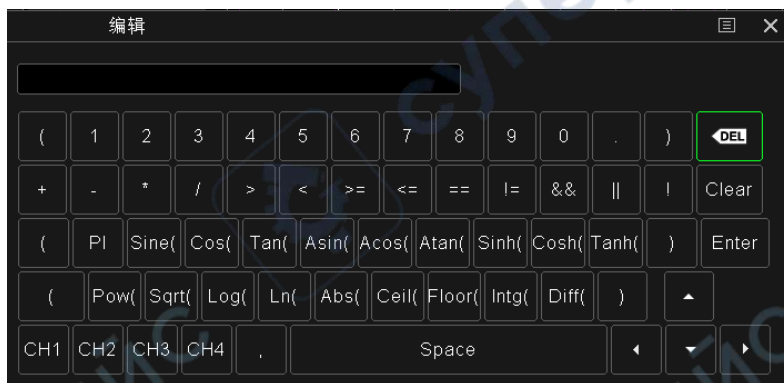 编辑
( 1 2 3 4 5 6 7 8 9 0 . ) DEL
+ - * / > < >= <= == != && || ! Clear
( PI Sine( Cos( Tan( Asin( Acos( Atan( Sinh( Cosh( Tanh( ) Enter
( Pow( Sqrt( Log( Ln( Abs( Ceil( Floor( Intg( Diff( )
CH1 CH2 CH3 CH4 , Space